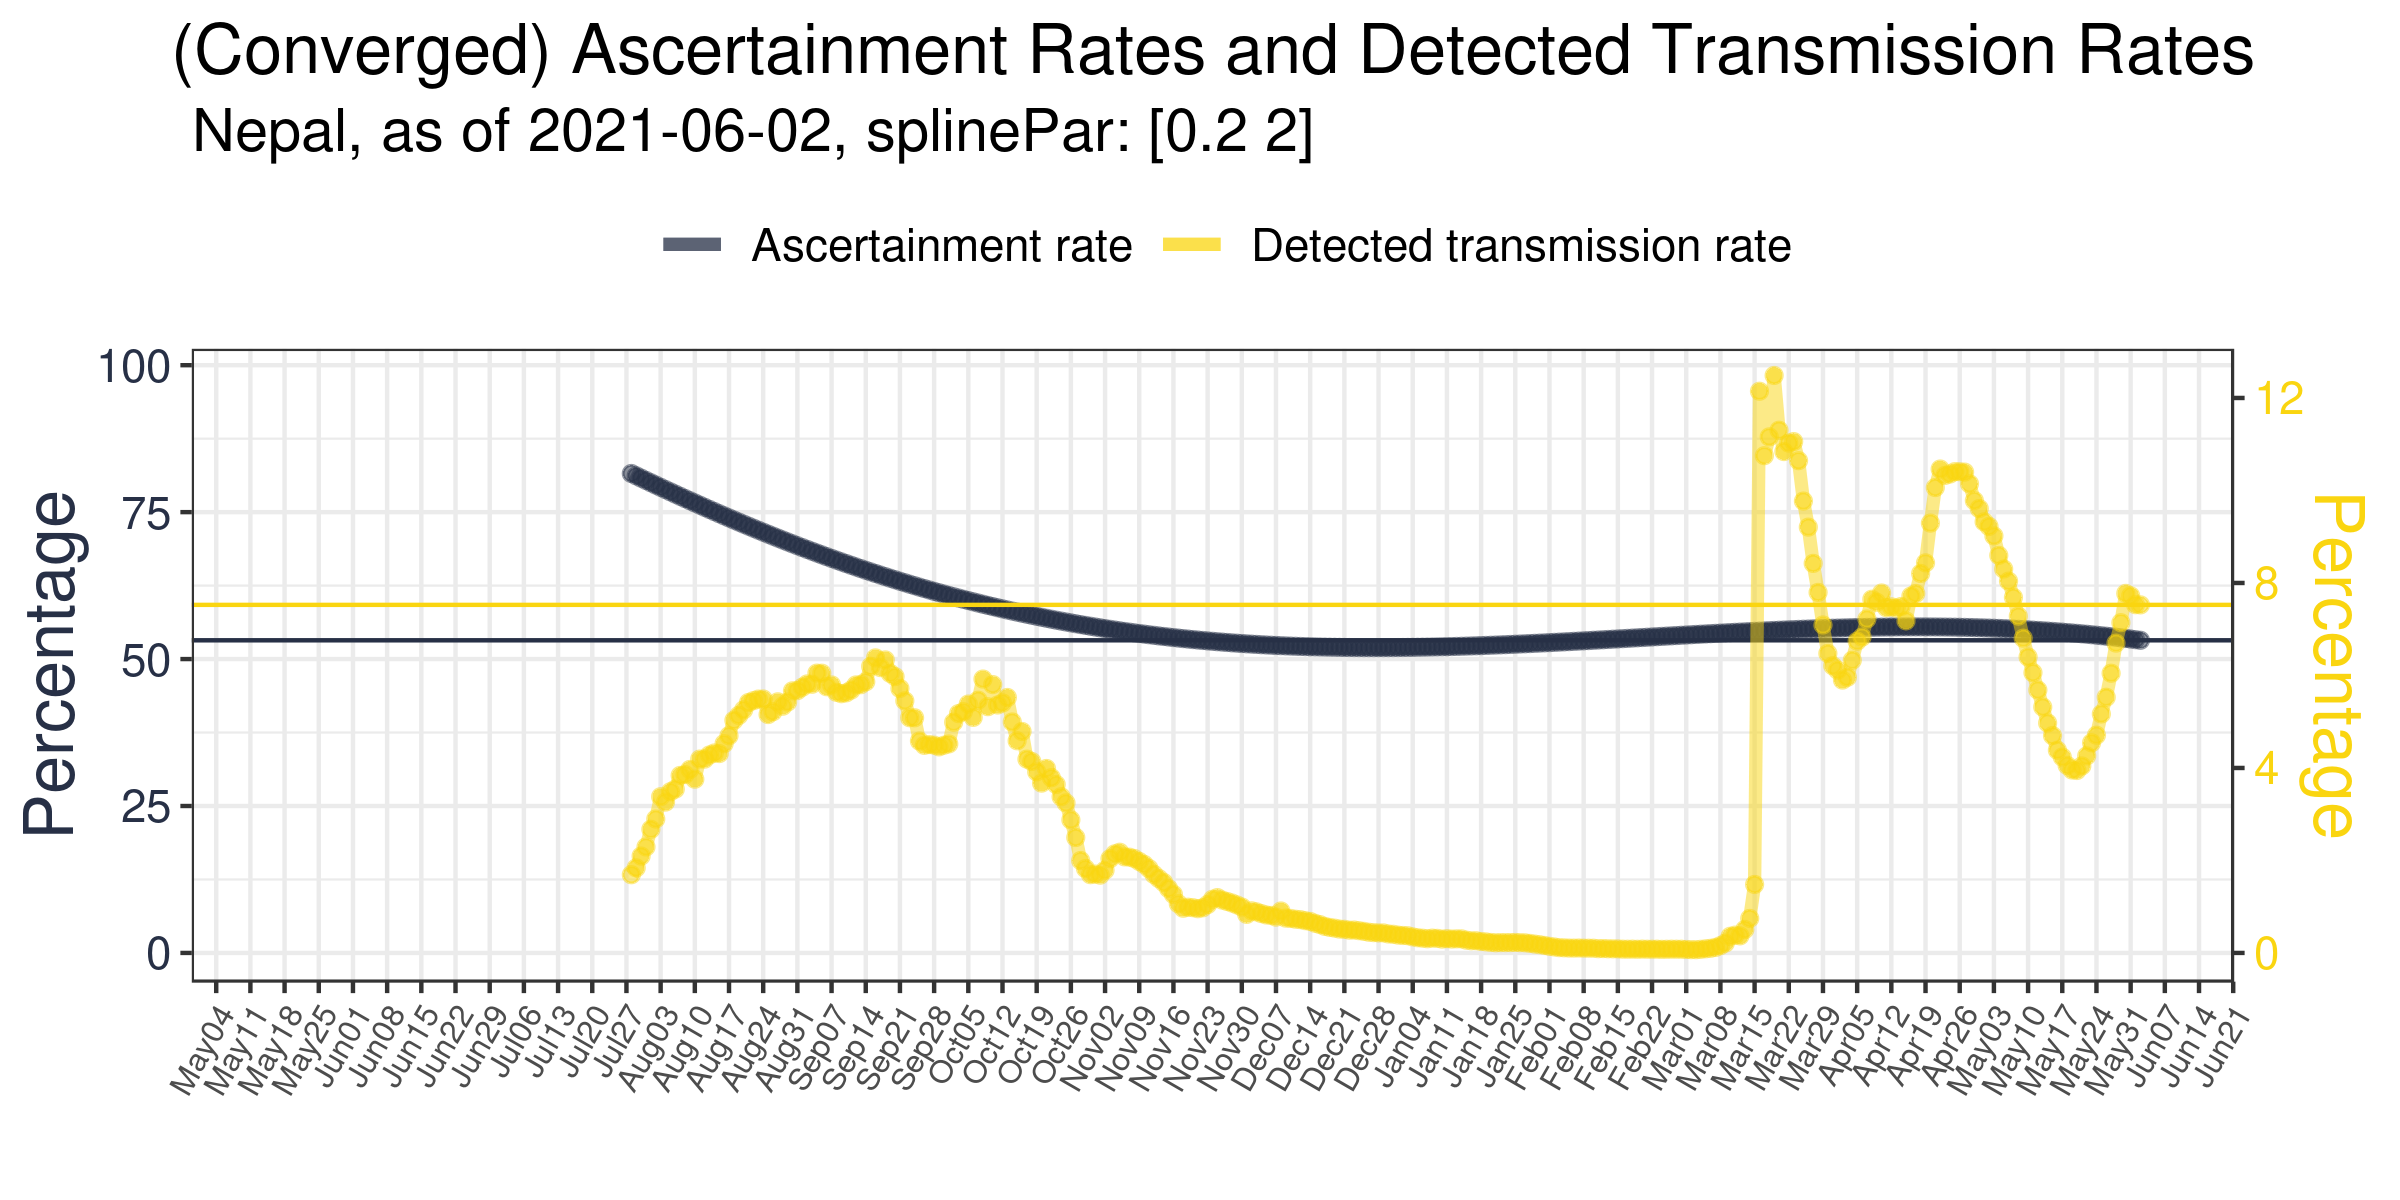 (Converged) Ascertainment Rates and Detected Transmission Rates
Nepal, as of 2021-06-02, splinePar: [0.2 2]
Ascertainment rate Detected transmission rate
Percentage
100
75
50
25
0
12
8
4
0
Percentage
May04 May11 May18 May25 Jun01 Jun08 Jun15 Jun22 Jun29 Jul06 Jul13 Jul20 Jul27 Aug03 Aug10 Aug17 Aug24 Aug31 Sep07 Sep14 Sep21 Sep28 Oct05 Oct12 Oct19 Oct26 Nov02 Nov09 Nov16 Nov23 Nov30 Dec07 Dec14 Dec21 Dec28 Jan04 Jan11 Jan18 Jan25 Feb01 Feb08 Feb15 Feb22 Mar01 Mar08 Mar15 Mar22 Mar29 Apr05 Apr12 Apr19 Apr26 May03 May10 May17 May24 May31 Jun07 Jun14 Jun21